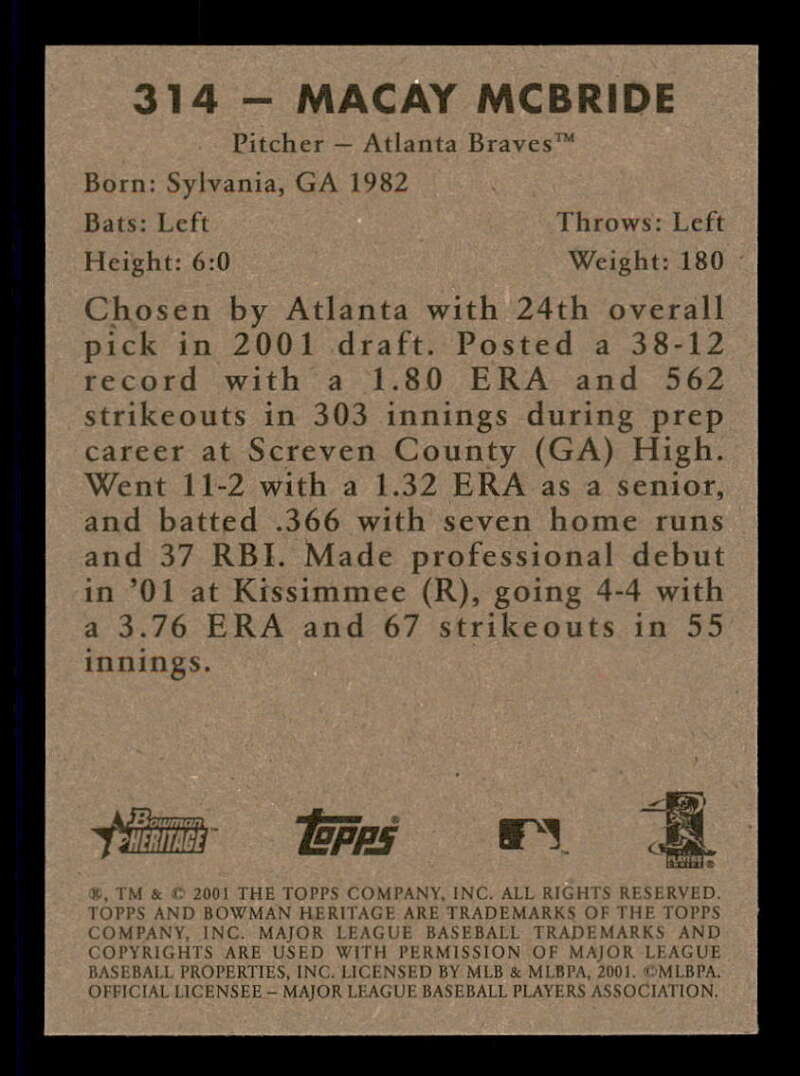 314 – MACAY MCBRIDE
Pitcher – Atlanta Braves™
Born: Sylvania, GA 1982
Bats: Left Throws: Left
Height: 6:0 Weight: 180
Chosen by Atlanta with 24th overall
pick in 2001 draft. Posted a 38-12
record with a 1.80 ERA and 562
strikeouts in 303 innings during prep
career at Screven County (GA) High.
Went 11-2 with a 1.32 ERA as a senior,
and batted .366 with seven home runs
and 37 RBI. Made professional debut
in ’01 at Kissimmee (R), going 4-4 with
a 3.76 ERA and 67 strikeouts in 55
innings.
Bowman HERITAGE™ Topps®
®, TM & © 2001 THE TOPPS COMPANY, INC. ALL RIGHTS RESERVED.
TOPPS AND BOWMAN HERITAGE ARE TRADEMARKS OF THE TOPPS
COMPANY, INC. MAJOR LEAGUE BASEBALL TRADEMARKS AND
COPYRIGHTS ARE USED WITH PERMISSION OF MAJOR LEAGUE
BASEBALL PROPERTIES, INC. LICENSED BY MLB & MLBPA, 2001. ©MLBPA.
OFFICIAL LICENSEE – MAJOR LEAGUE BASEBALL PLAYERS ASSOCIATION.